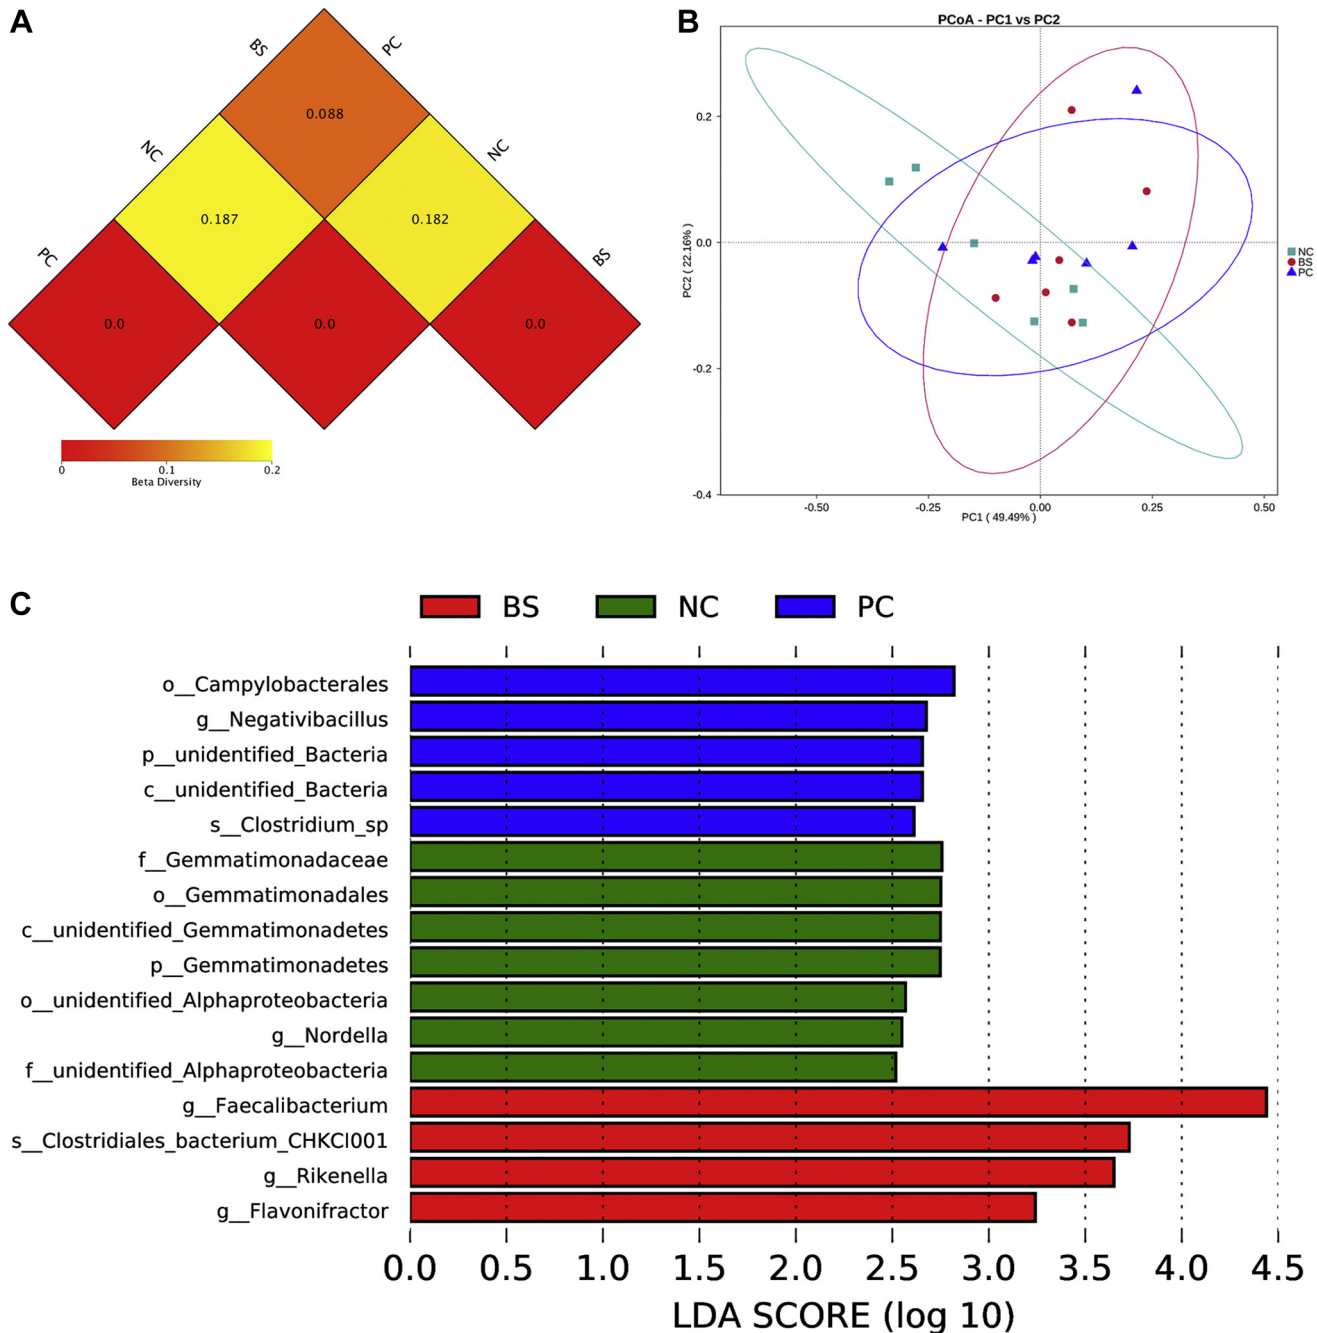 A
BS
PC
0.088
NC
NC
0.187
0.182
PC
BS
0.0
0.0
0.0
0
0.1
0.2
Beta Diversity
B
PCoA - PC1 vs PC2
0.2
0.0
-0.2
-0.4
PC2 ( 22.16% )
-0.50
-0.25
0.00
0.25
0.50
PC1 ( 49.49% )
NC
BS
PC
C
BS
NC
PC
o__Campylobacterales
g__Negativibacillus
p__unidentified_Bacteria
c__unidentified_Bacteria
s__Clostridium_sp
f__Gemmatimonadaceae
o__Gemmatimonadales
c__unidentified_Gemmatimonadetes
p__Gemmatimonadetes
o__unidentified_Alphaproteobacteria
g__Nordella
f__unidentified_Alphaproteobacteria
g__Faecalibacterium
s__Clostridiales_bacterium_CHKCI001
g__Rikenella
g__Flavonifractor
0.0 0.5 1.0 1.5 2.0 2.5 3.0 3.5 4.0 4.5
LDA SCORE (log 10)